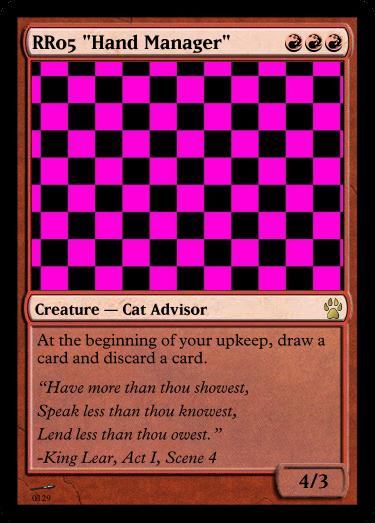 RR05 "Hand Manager"
Creature — Cat Advisor
At the beginning of your upkeep, draw a
card and discard a card.
“Have more than thou showest,
Speak less than thou knowest,
Lend less than thou owest.”
-King Lear, Act I, Scene 4
4/3
0129